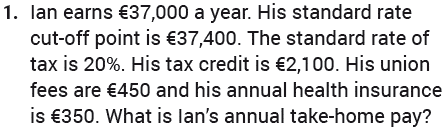 1. Ian earns €37,000 a year. His standard rate
cut-off point is €37,400. The standard rate of
tax is 20%. His tax credit is €2,100. His union
fees are €450 and his annual health insurance
is €350. What is Ian's annual take-home pay?